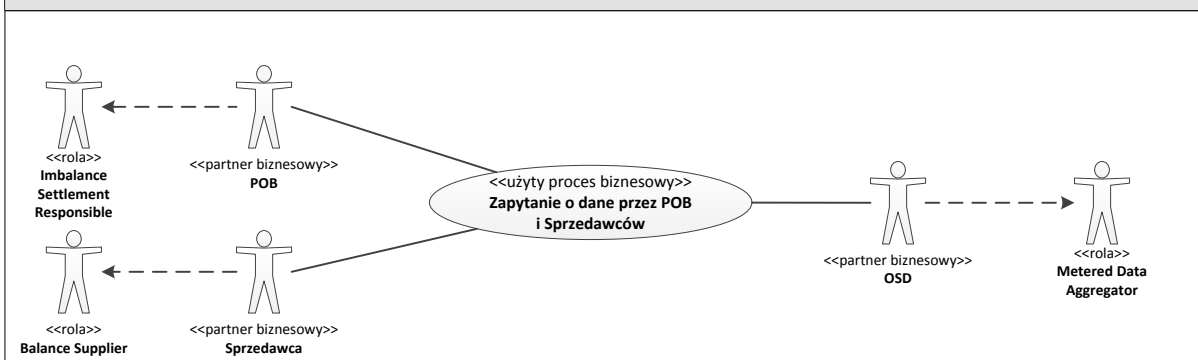 <<rola>>
Imbalance
Settlement
Responsible
<<partner biznesowy>>
POB
<<użyty proces biznesowy>>
Zapytanie o dane przez POB
i Sprzedawców
<<partner biznesowy>>
OSD
<<rola>>
Metered Data
Aggregator
<<rola>>
Balance Supplier
<<partner biznesowy>>
Sprzedawca